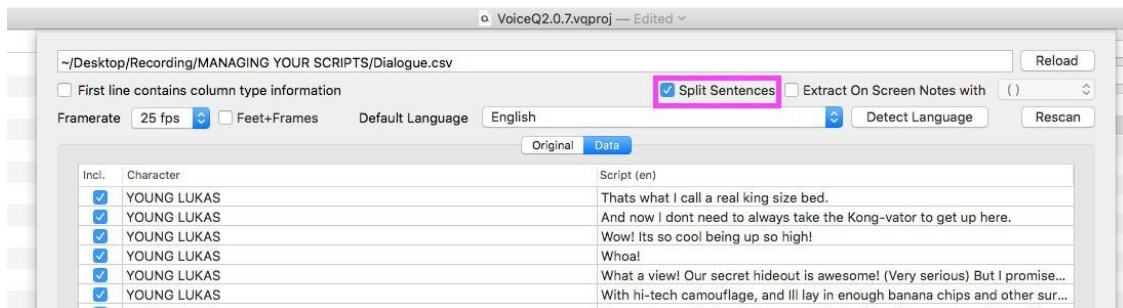 VoiceQ2.0.7.vqproj — Edited
~/Desktop/Recording/MANAGING YOUR SCRIPTS/Dialogue.csv Reload
First line contains column type information Split Sentences Extract On Screen Notes with ( )
Framerate 25 fps Feet+Frames Default Language English Detect Language Rescan
Original Data
Incl. Character Script (en)
YOUNG LUKAS Thats what I call a real king size bed.
YOUNG LUKAS And now I dont need to always take the Kong-vator to get up here.
YOUNG LUKAS Wow! Its so cool being up so high!
YOUNG LUKAS Whoa!
YOUNG LUKAS What a view! Our secret hideout is awesome! (Very serious) But I promise...
YOUNG LUKAS With hi-tech camouflage, and Ill lay in enough banana chips and other sur...